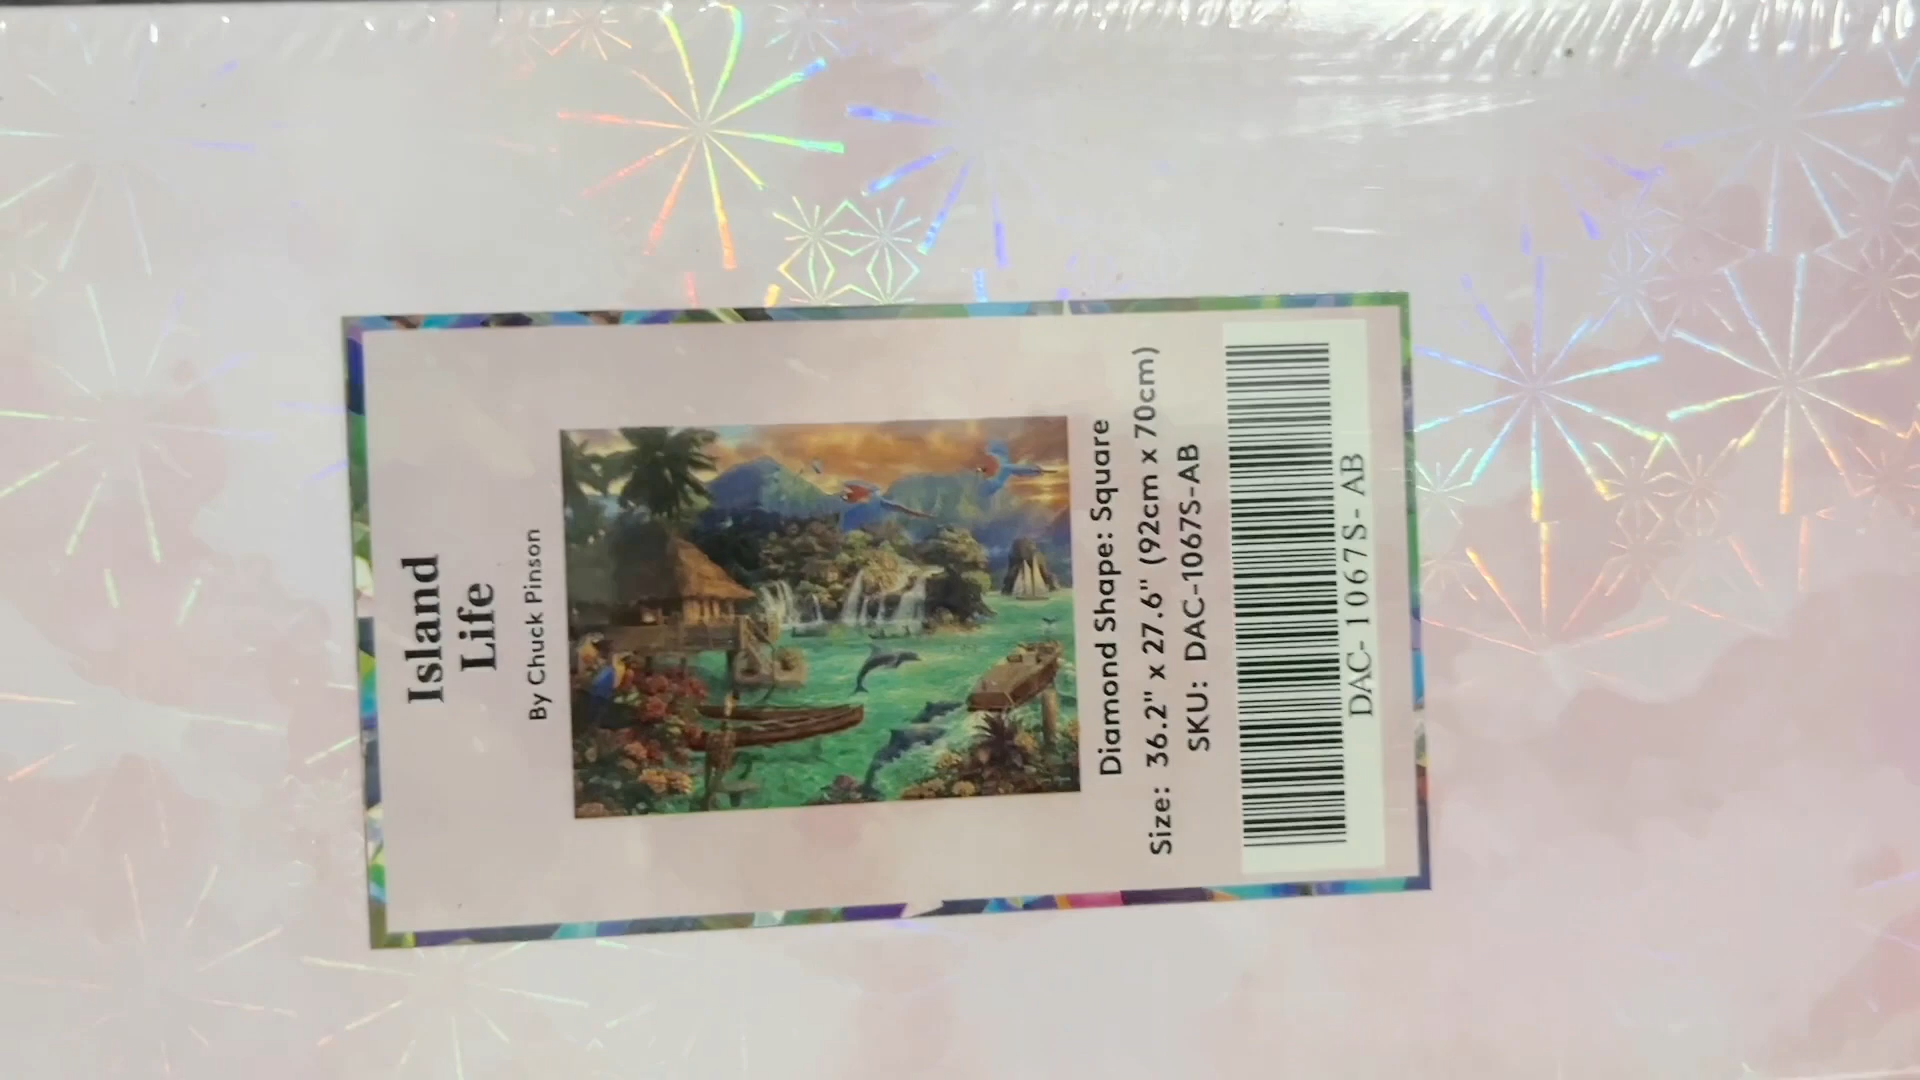 Island
Life
By Chuck Pinson
Diamond Shape: Square
Size: 36.2" x 27.6" (92cm x 70cm)
SKU: DAC-1067S-AB
DAC- 1067S- AB